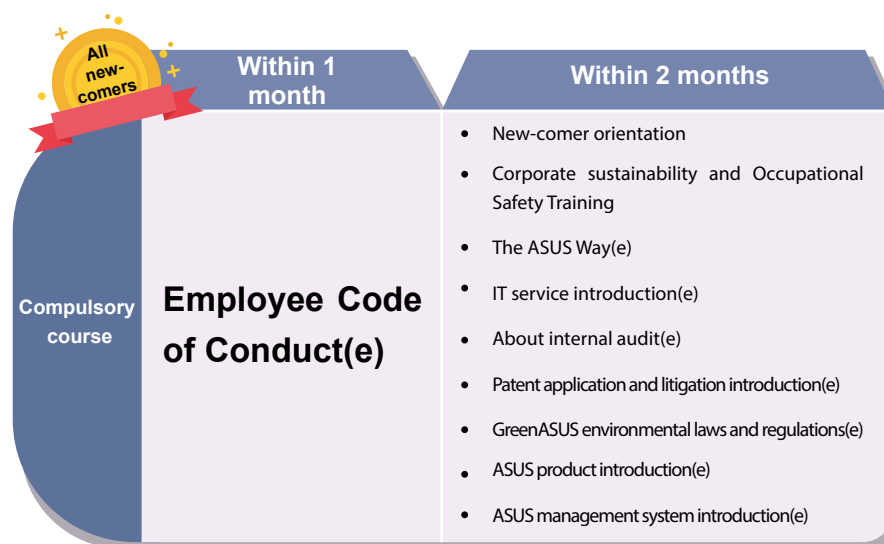 All
new-
comers
Within 1
month
Within 2 months
Compulsory
course
Employee Code
of Conduct(e)
• New-comer orientation
• Corporate sustainability and Occupational
Safety Training
• The ASUS Way(e)
• IT service introduction(e)
• About internal audit(e)
• Patent application and litigation introduction(e)
• GreenASUS environmental laws and regulations(e)
• ASUS product introduction(e)
• ASUS management system introduction(e)